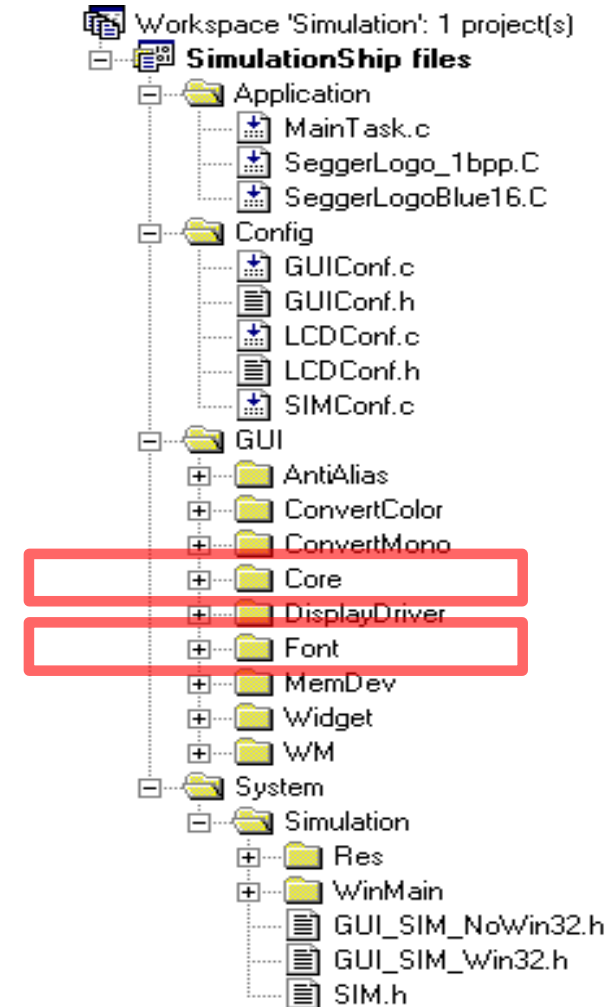 Workspace 'Simulation': 1 project(s)
SimulationShip files
Application
MainTask.c
SeggerLogo_1bpp.C
SeggerLogoBlue16.C
Config
GUIConf.c
GUIConf.h
LCDConf.c
LCDConf.h
SIMConf.c
GUI
AntiAlias
ConvertColor
ConvertMono
Core
DisplayDriver
Font
MemDev
Widget
WM
System
Simulation
Res
WinMain
GUI_SIM_NoWin32.h
GUI_SIM_Win32.h
SIM.h